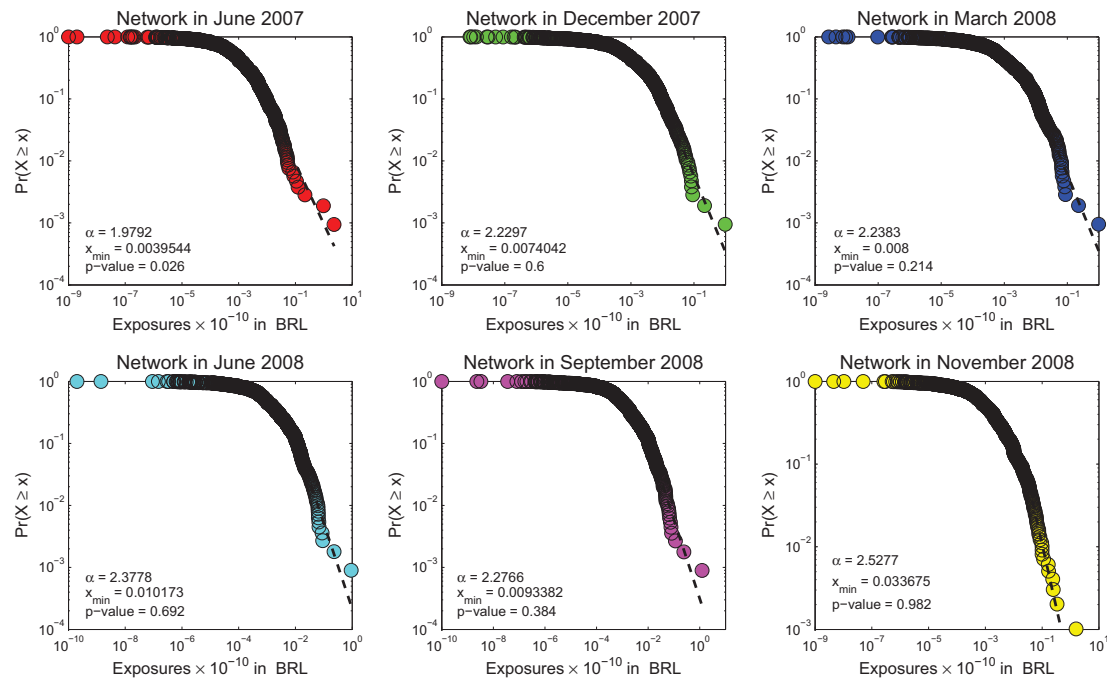 Network in June 2007
Network in December 2007
Network in March 2008
10^0
10^-1
10^-2
10^-3
10^-4
Pr(X ≥ x)
α = 1.9792
x_min = 0.0039544
p−value = 0.026
10^-9 10^-7 10^-5 10^-3 10^-1 10^1
Exposures × 10^-10 in BRL
10^0
10^-1
10^-2
10^-3
10^-4
Pr(X ≥ x)
α = 2.2297
x_min = 0.0074042
p−value = 0.6
10^-9 10^-7 10^-5 10^-3 10^-1
Exposures × 10^-10 in BRL
10^0
10^-1
10^-2
10^-3
10^-4
Pr(X ≥ x)
α = 2.2383
x_min = 0.008
p−value = 0.214
10^-9 10^-7 10^-5 10^-3 10^-1
Exposures × 10^-10 in BRL
Network in June 2008
Network in September 2008
Network in November 2008
10^0
10^-1
10^-2
10^-3
10^-4
Pr(X ≥ x)
α = 2.3778
x_min = 0.010173
p−value = 0.692
10^-10 10^-8 10^-6 10^-4 10^-2 10^0
Exposures × 10^-10 in BRL
10^0
10^-1
10^-2
10^-3
10^-4
Pr(X ≥ x)
α = 2.2766
x_min = 0.0093382
p−value = 0.384
10^-10 10^-8 10^-6 10^-4 10^-2 10^0
Exposures × 10^-10 in BRL
10^0
10^-1
10^-2
10^-3
Pr(X ≥ x)
α = 2.5277
x_min = 0.033675
p−value = 0.982
10^-9 10^-7 10^-5 10^-3 10^-1 10^1
Exposures × 10^-10 in BRL